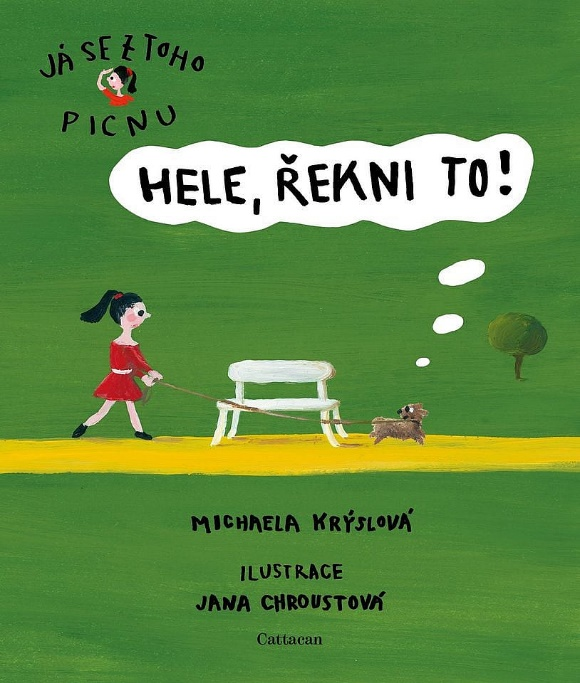 JÁ SE Z TOHO
PICNU
HELE, ŘEKNI TO!
MICHAELA KRÝSLOVÁ
ILUSTRACE
JANA CHROUSTOVÁ
Cattacan